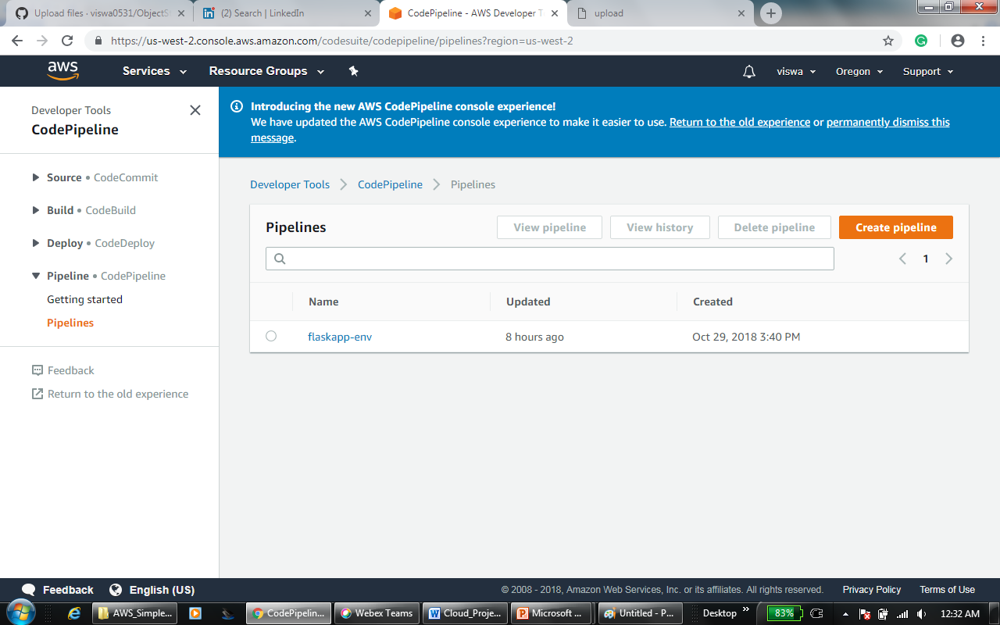 Upload files · viswa0531/ObjectS
(2) Search | LinkedIn
CodePipeline - AWS Developer T
upload
https://us-west-2.console.aws.amazon.com/codesuite/codepipeline/pipelines?region=us-west-2
aws
Services
Resource Groups
viswa
Oregon
Support
Developer Tools
CodePipeline
Source • CodeCommit
Build • CodeBuild
Deploy • CodeDeploy
Pipeline • CodePipeline
Getting started
Pipelines
Feedback
Return to the old experience
Introducing the new AWS CodePipeline console experience!
We have updated the AWS CodePipeline console experience to make it easier to use. Return to the old experience or permanently dismiss this
message.
Developer Tools
CodePipeline
Pipelines
Pipelines
View pipeline
View history
Delete pipeline
Create pipeline
1
Name
Updated
Created
flaskapp-env
8 hours ago
Oct 29, 2018 3:40 PM
Feedback
English (US)
© 2008 - 2018, Amazon Web Services, Inc. or its affiliates. All rights reserved.
Privacy Policy
Terms of Use
AWS_Simple...
CodePipelin...
Webex Teams
Cloud_Proje...
Microsoft ...
Untitled - P...
Desktop
83%
12:32 AM